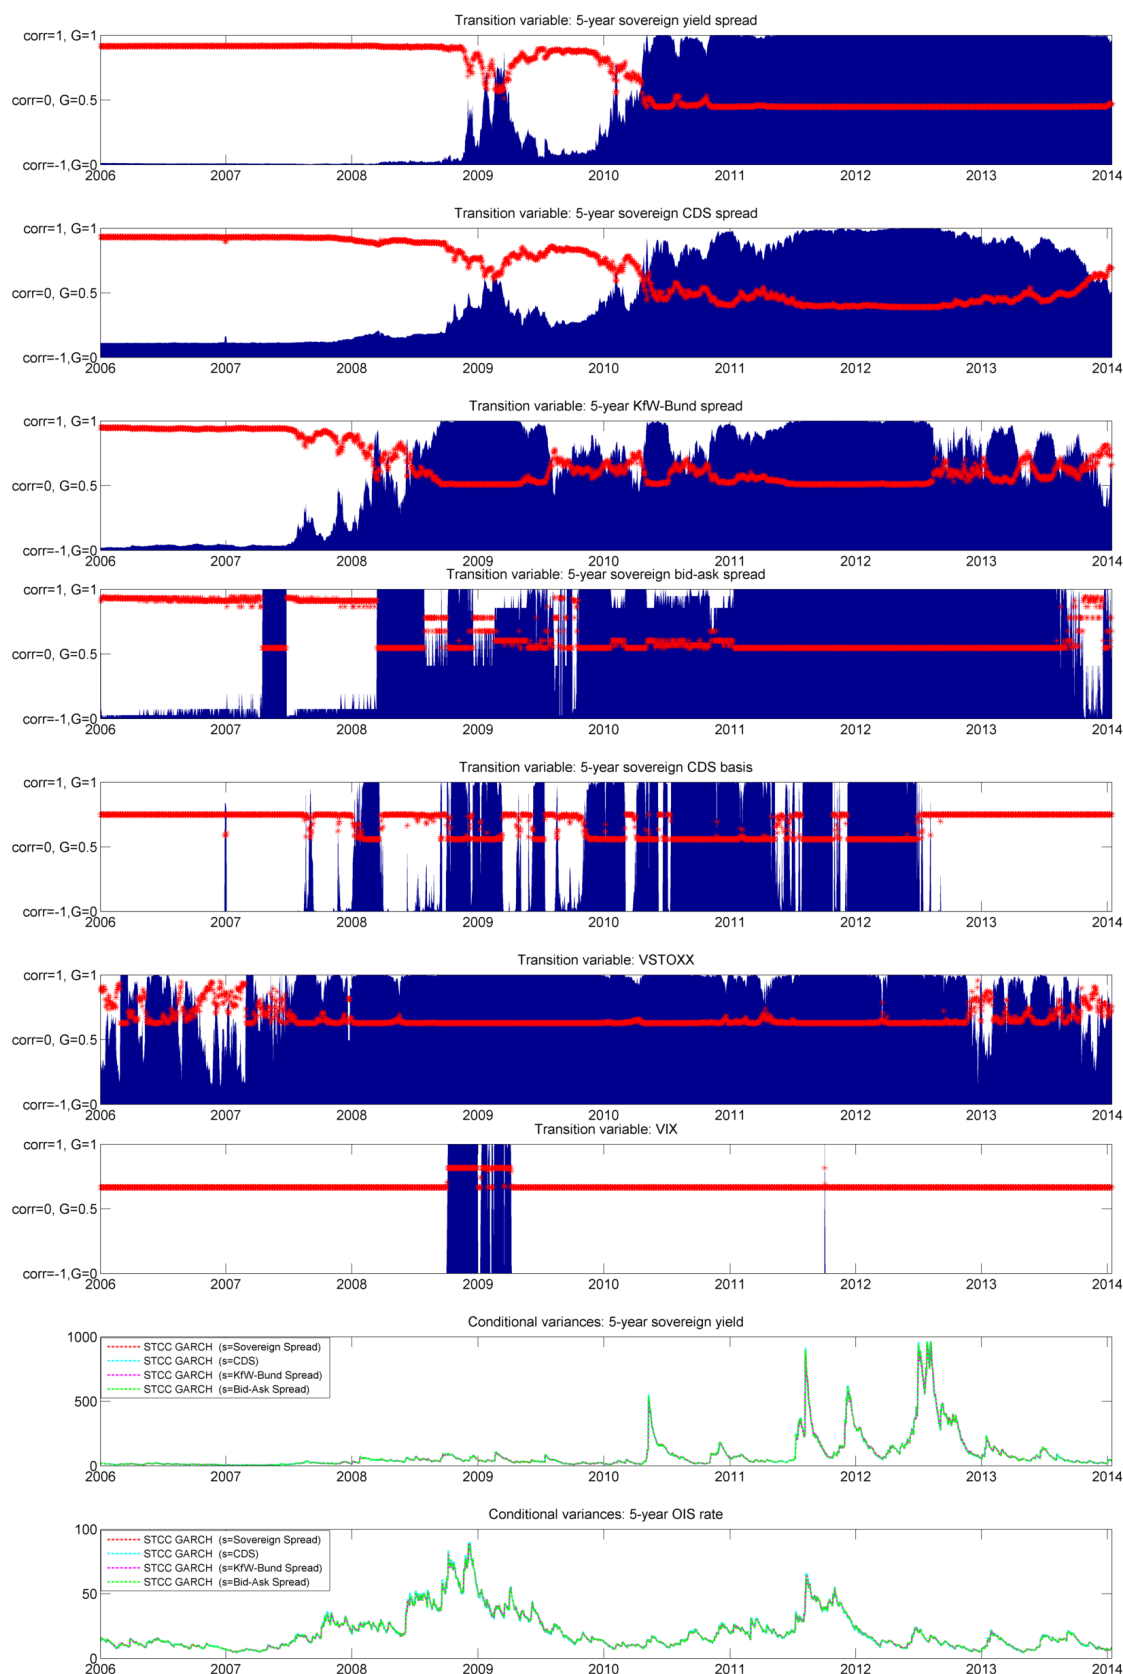 Transition variable: 5-year sovereign yield spread
corr=1, G=1
corr=0, G=0.5
corr=-1,G=0
2006 2007 2008 2009 2010 2011 2012 2013 2014
Transition variable: 5-year sovereign CDS spread
corr=1, G=1
corr=0, G=0.5
corr=-1,G=0
2006 2007 2008 2009 2010 2011 2012 2013 2014
Transition variable: 5-year KfW-Bund spread
corr=1, G=1
corr=0, G=0.5
corr=-1,G=0
2006 2007 2008 2009 2010 2011 2012 2013 2014
Transition variable: 5-year sovereign bid-ask spread
corr=1, G=1
corr=0, G=0.5
corr=-1,G=0
2006 2007 2008 2009 2010 2011 2012 2013 2014
Transition variable: 5-year sovereign CDS basis
corr=1, G=1
corr=0, G=0.5
corr=-1,G=0
2006 2007 2008 2009 2010 2011 2012 2013 2014
Transition variable: VSTOXX
corr=1, G=1
corr=0, G=0.5
corr=-1,G=0
2006 2007 2008 2009 2010 2011 2012 2013 2014
Transition variable: VIX
corr=1, G=1
corr=0, G=0.5
corr=-1,G=0
2006 2007 2008 2009 2010 2011 2012 2013 2014
Conditional variances: 5-year sovereign yield
1000
STCC GARCH (s=Sovereign Spread)
STCC GARCH (s=CDS)
STCC GARCH (s=KfW-Bund Spread)
STCC GARCH (s=Bid-Ask Spread)
500
0
2006 2007 2008 2009 2010 2011 2012 2013 2014
Conditional variances: 5-year OIS rate
100
STCC GARCH (s=Sovereign Spread)
STCC GARCH (s=CDS)
STCC GARCH (s=KfW-Bund Spread)
STCC GARCH (s=Bid-Ask Spread)
50
0
2006 2007 2008 2009 2010 2011 2012 2013 2014